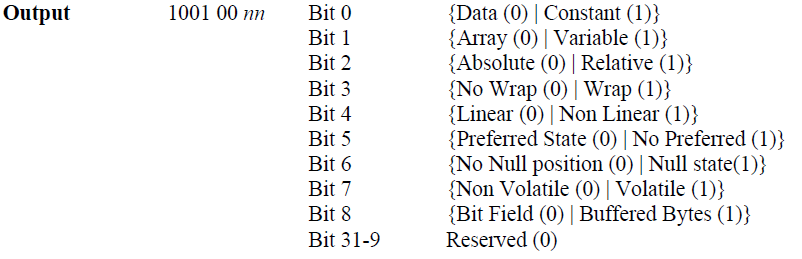 Output 1001 00 nn Bit 0 {Data (0) | Constant (1)}
Bit 1 {Array (0) | Variable (1)}
Bit 2 {Absolute (0) | Relative (1)}
Bit 3 {No Wrap (0) | Wrap (1)}
Bit 4 {Linear (0) | Non Linear (1)}
Bit 5 {Preferred State (0) | No Preferred (1)}
Bit 6 {No Null position (0) | Null state(1)}
Bit 7 {Non Volatile (0) | Volatile (1)}
Bit 8 {Bit Field (0) | Buffered Bytes (1)}
Bit 31-9 Reserved (0)